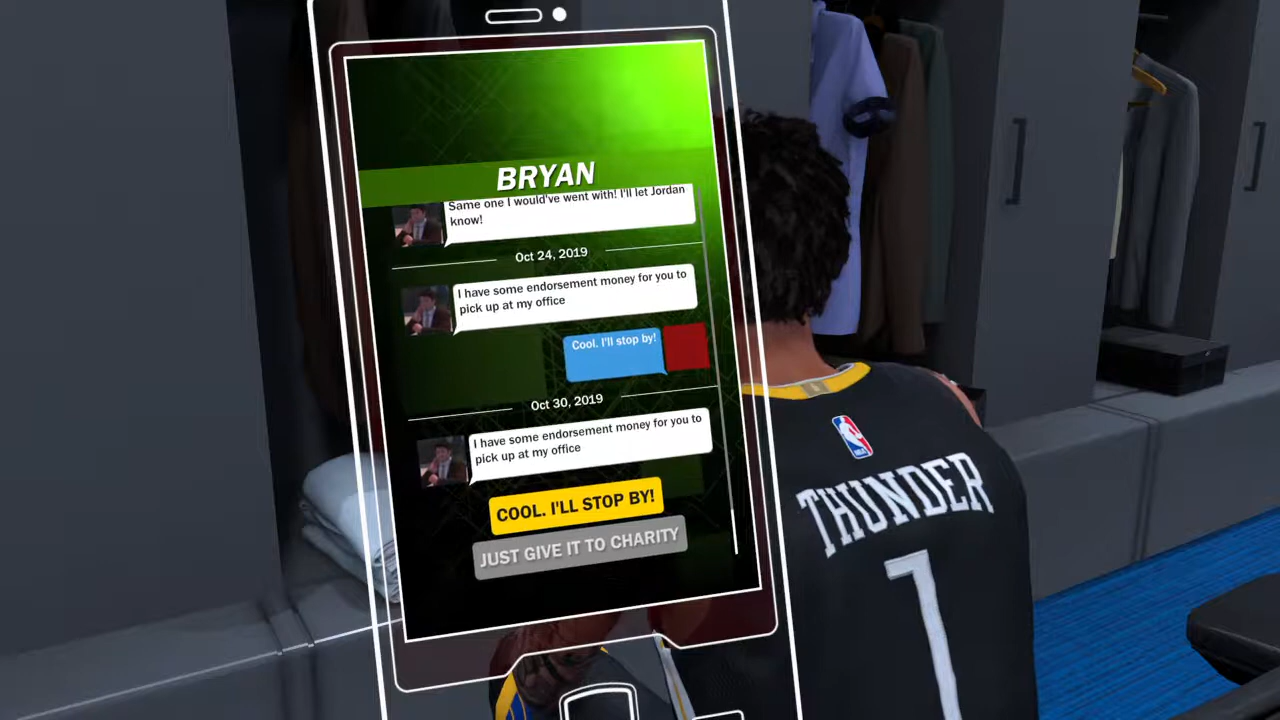 BRYAN
Same one I would've went with! I'll let Jordan
know!
Oct 24, 2019
I have some endorsement money for you to
pick up at my office
Cool. I'll stop by!
Oct 30, 2019
I have some endorsement money for you to
pick up at my office
COOL. I'LL STOP BY!
JUST GIVE IT TO CHARITY
THUNDER
1